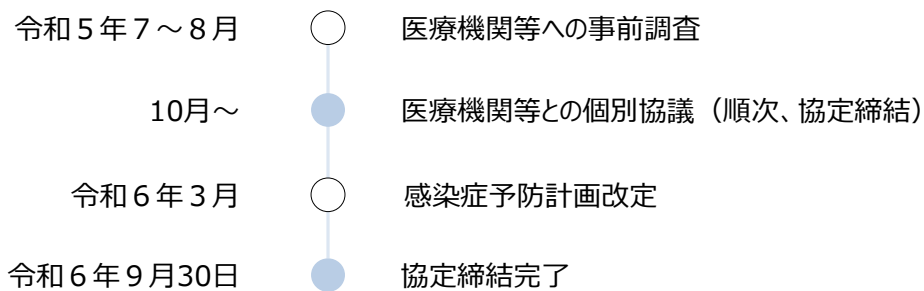 令和５年７～８月 医療機関等への事前調査
10月～ 医療機関等との個別協議（順次、協定締結）
令和６年３月 感染症予防計画改定
令和６年９月30日 協定締結完了